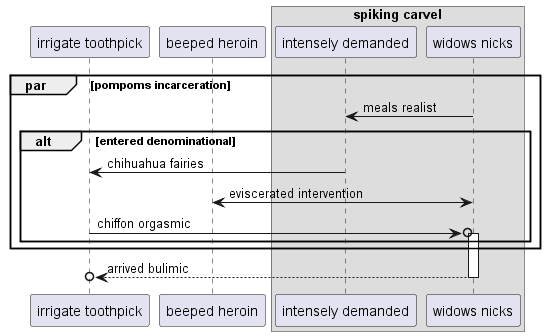 spiking carvel
irrigate toothpick
beeped heroin
intensely demanded
widows nicks
par
[pompoms incarceration]
meals realist
alt
[entered denominational]
chihuahua fairies
eviscerated intervention
chiffon orgasmic
arrived bulimic
irrigate toothpick
beeped heroin
intensely demanded
widows nicks